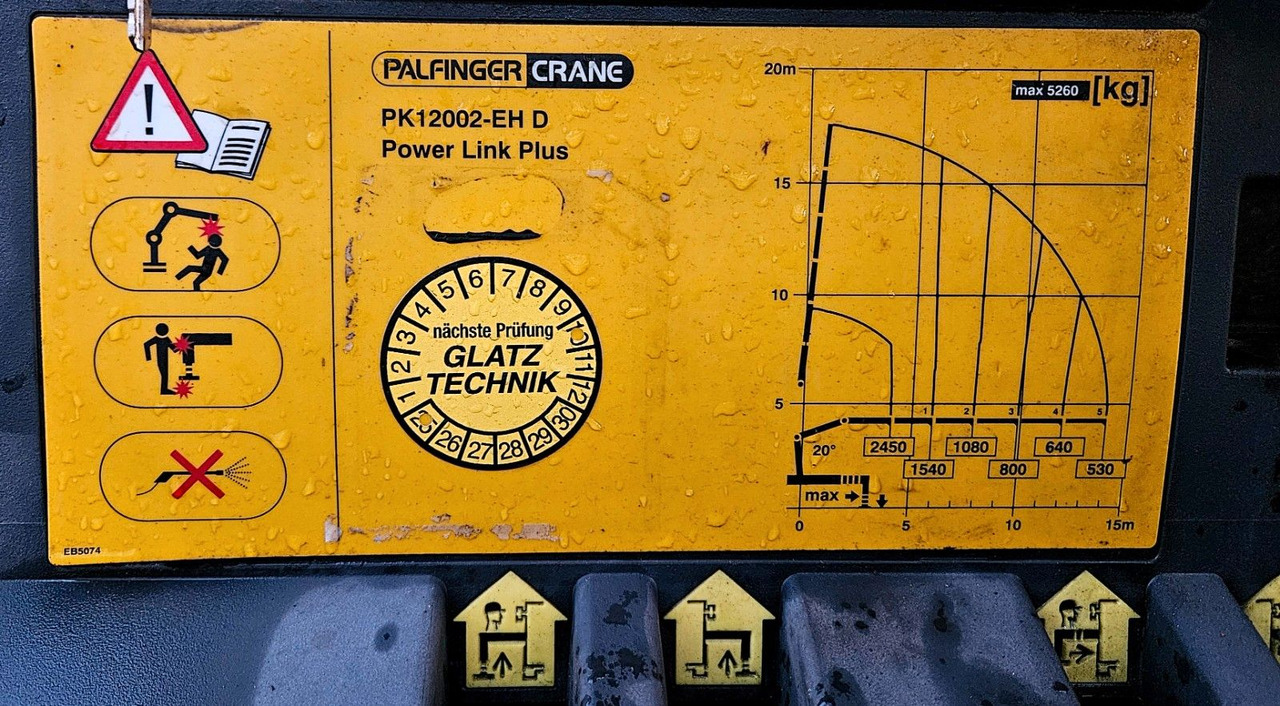 PALFINGER CRANE
PK12002-EH D
Power Link Plus
nächste Prüfung
GLATZ
TECHNIK
1 2 3 4 5 6 7 8 9 10 11 12
25 26 27 28 29 30
EB5074
max 5260 [kg]
20m
15
10
5
1 2 3 4 5
20°
2450 1080 640
1540 800 530
max
0 5 10 15m